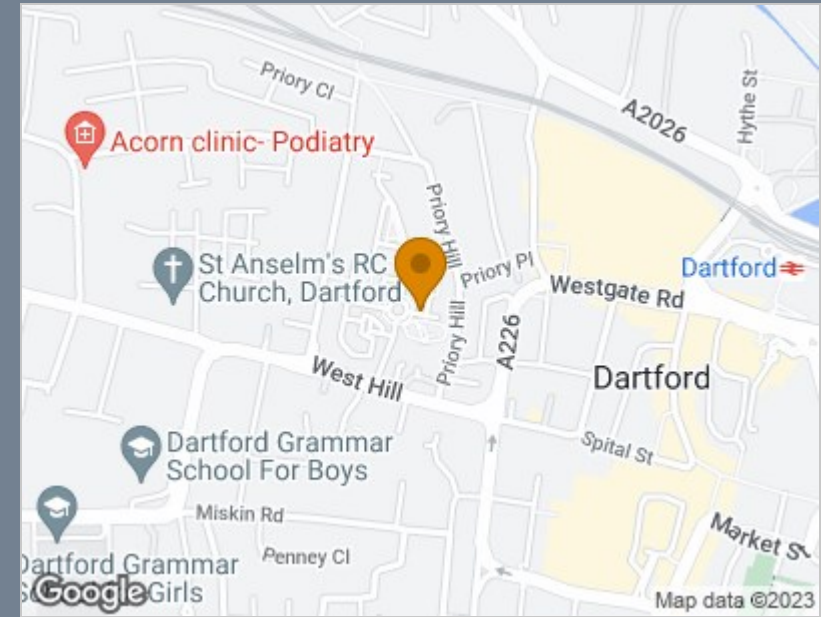 Priory Cl
A2026
Hythe St
Acorn clinic- Podiatry
Priory Hill
St Anselm's RC
Church, Dartford
Priory Pl
Dartford
Westgate Rd
Priory Hill
A226
West Hill
Dartford
Spital St
Dartford Grammar
School For Boys
Miskin Rd
Market S
Penney Cl
Dartford Grammar
Girls
Google
Map data ©2023